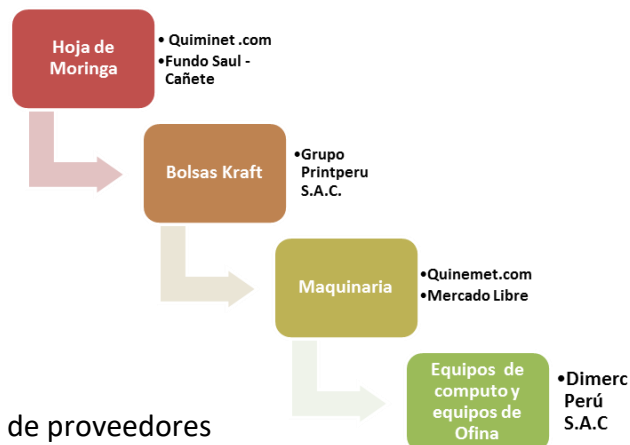 Hoja de
Moringa
• Quiminet .com
•Fundo Saul -
Cañete
Bolsas Kraft
•Grupo
Printperu
S.A.C.
Maquinaria
•Quinemet.com
•Mercado Libre
Equipos de
computo y
equipos de
Ofina
•Dimerc
Perú
S.A.C
de proveedores